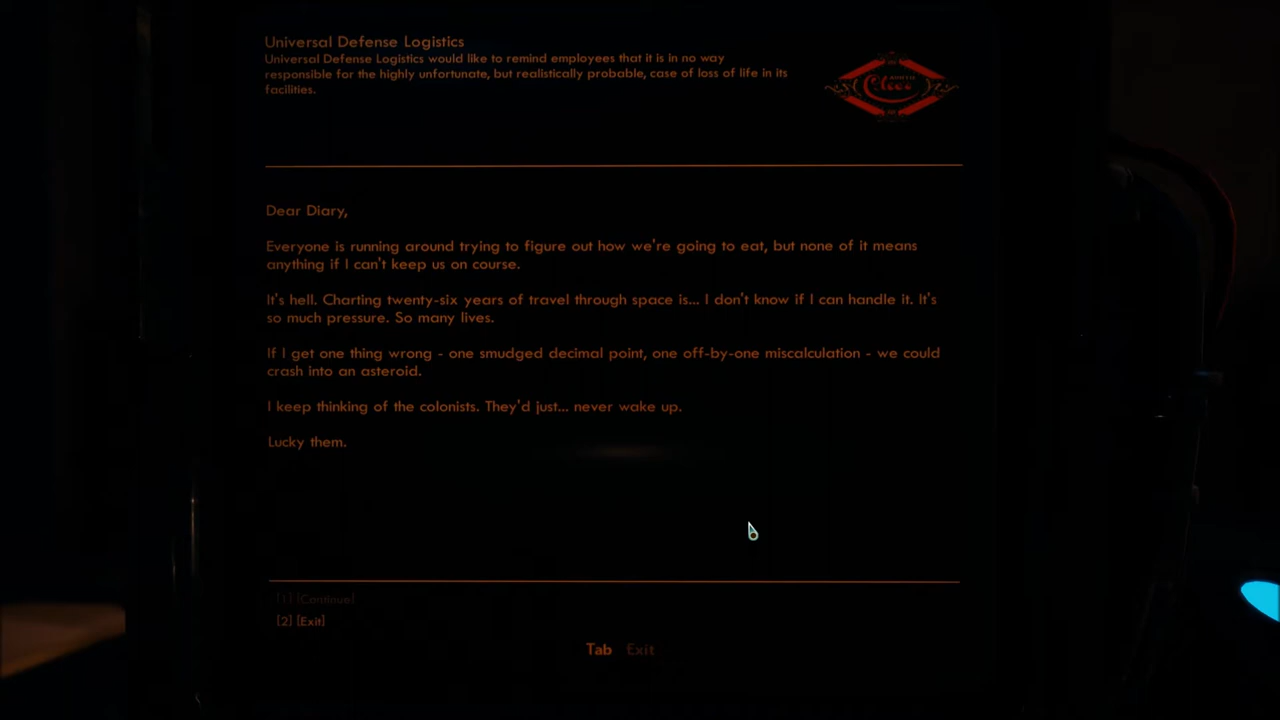 Universal Defense Logistics
Universal Defense Logistics would like to remind employees that it is in no way
responsible for the highly unfortunate, but realistically probable, case of loss of life in its
facilities.
Dear Diary,
Everyone is running around trying to figure out how we're going to eat, but none of it means
anything if I can't keep us on course.
It's hell. Charting twenty-six years of travel through space is... I don't know if I can handle it. It's
so much pressure. So many lives.
If I get one thing wrong - one smudged decimal point, one off-by-one miscalculation - we could
crash into an asteroid.
I keep thinking of the colonists. They'd just... never wake up.
Lucky them.
[1] [Continue]
[2] [Exit]
Tab Exit